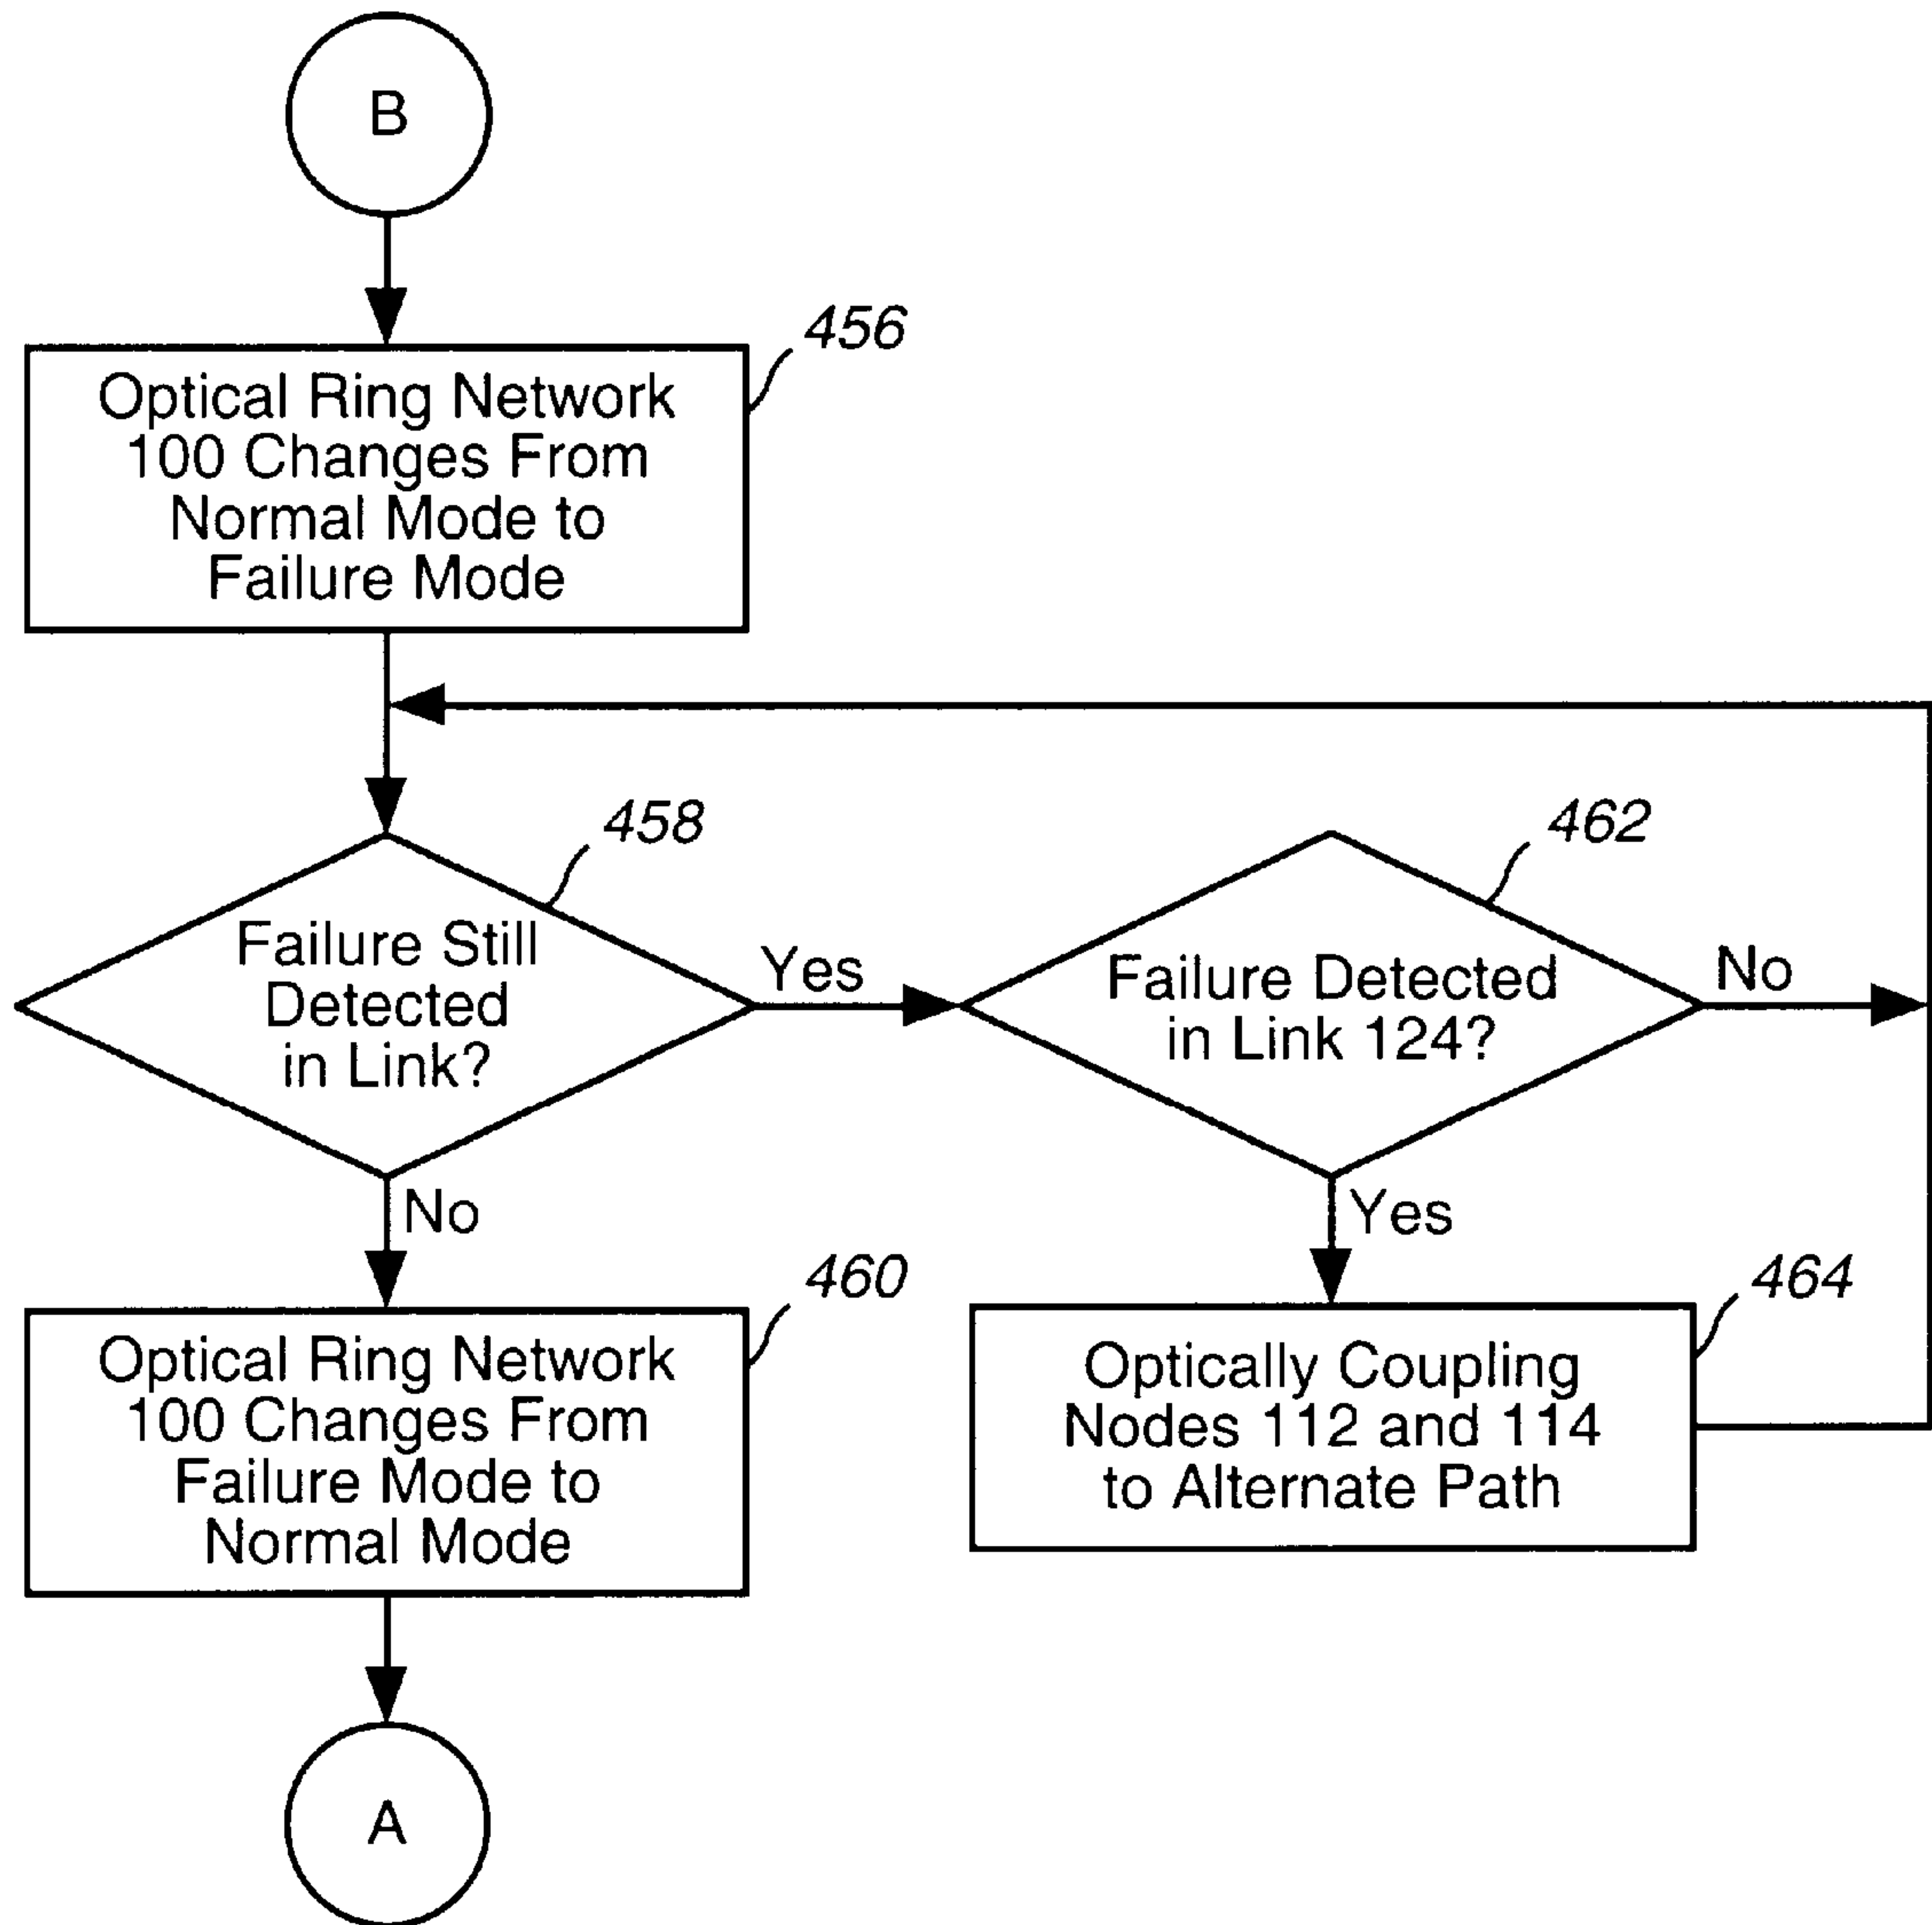 B
456
Optical Ring Network
100 Changes From
Normal Mode to
Failure Mode
458
Failure Still
Detected
in Link?
Yes
462
Failure Detected
in Link 124?
No
No
Yes
460
Optical Ring Network
100 Changes From
Failure Mode to
Normal Mode
464
Optically Coupling
Nodes 112 and 114
to Alternate Path
A